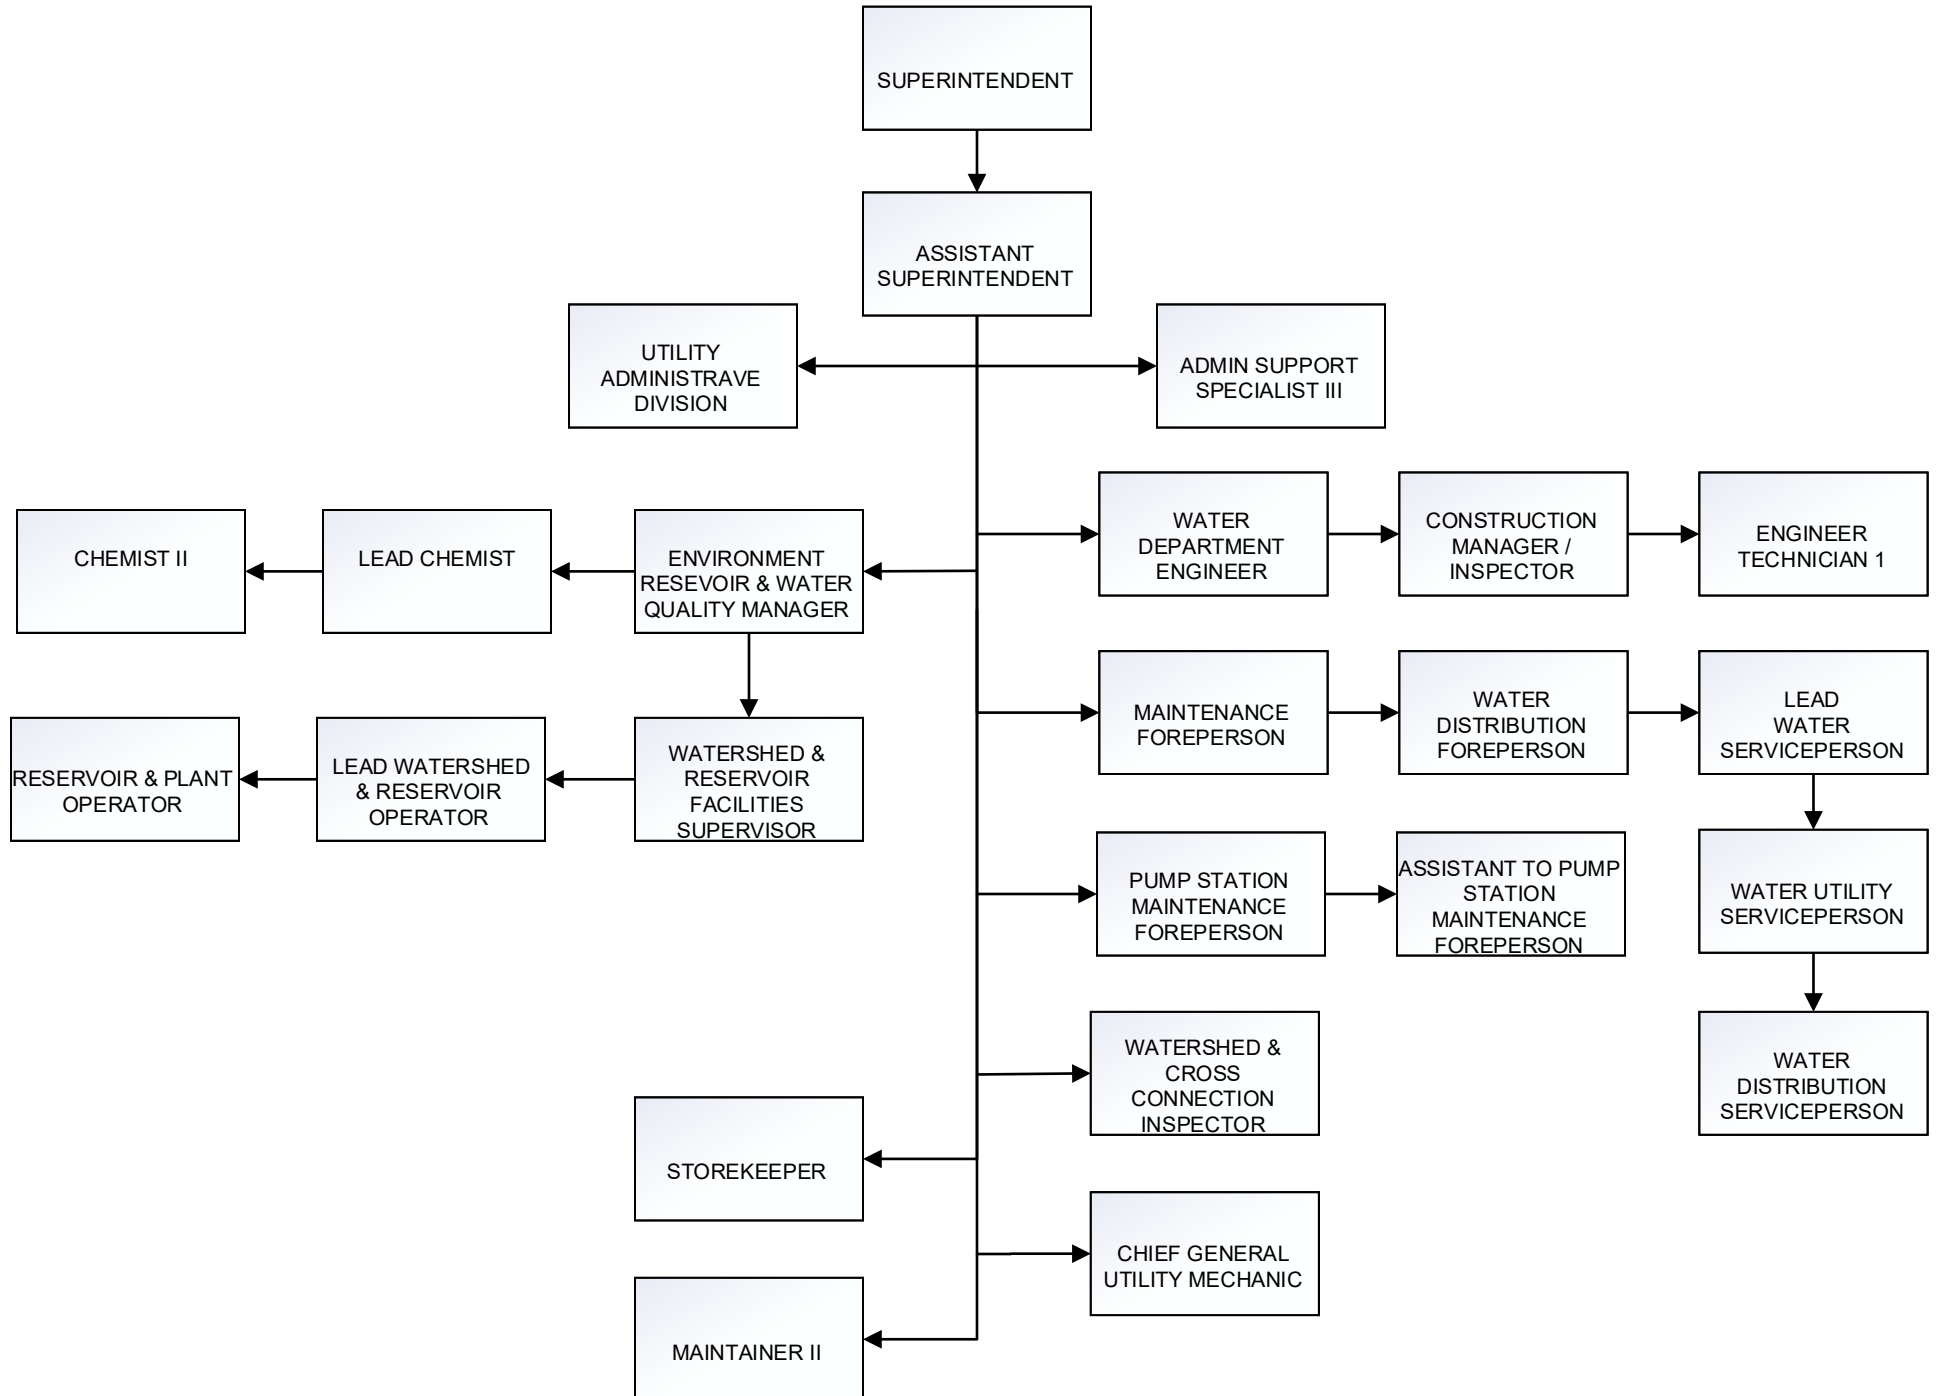 SUPERINTENDENT
ASSISTANT
SUPERINTENDENT
UTILITY
ADMINISTRAVE
DIVISION
ADMIN SUPPORT
SPECIALIST III
WATER
DEPARTMENT
ENGINEER
CONSTRUCTION
MANAGER /
INSPECTOR
ENGINEER
TECHNICIAN 1
CHEMIST II
LEAD CHEMIST
ENVIRONMENT
RESEVOIR & WATER
QUALITY MANAGER
MAINTENANCE
FOREPERSON
WATER
DISTRIBUTION
FOREPERSON
LEAD
WATER
SERVICEPERSON
RESERVOIR & PLANT
OPERATOR
LEAD WATERSHED
& RESERVOIR
OPERATOR
WATERSHED &
RESERVOIR
FACILITIES
SUPERVISOR
PUMP STATION
MAINTENANCE
FOREPERSON
ASSISTANT TO PUMP
STATION
MAINTENANCE
FOREPERSON
WATER UTILITY
SERVICEPERSON
WATERSHED &
CROSS
CONNECTION
INSPECTOR
WATER
DISTRIBUTION
SERVICEPERSON
STOREKEEPER
CHIEF GENERAL
UTILITY MECHANIC
MAINTAINER II